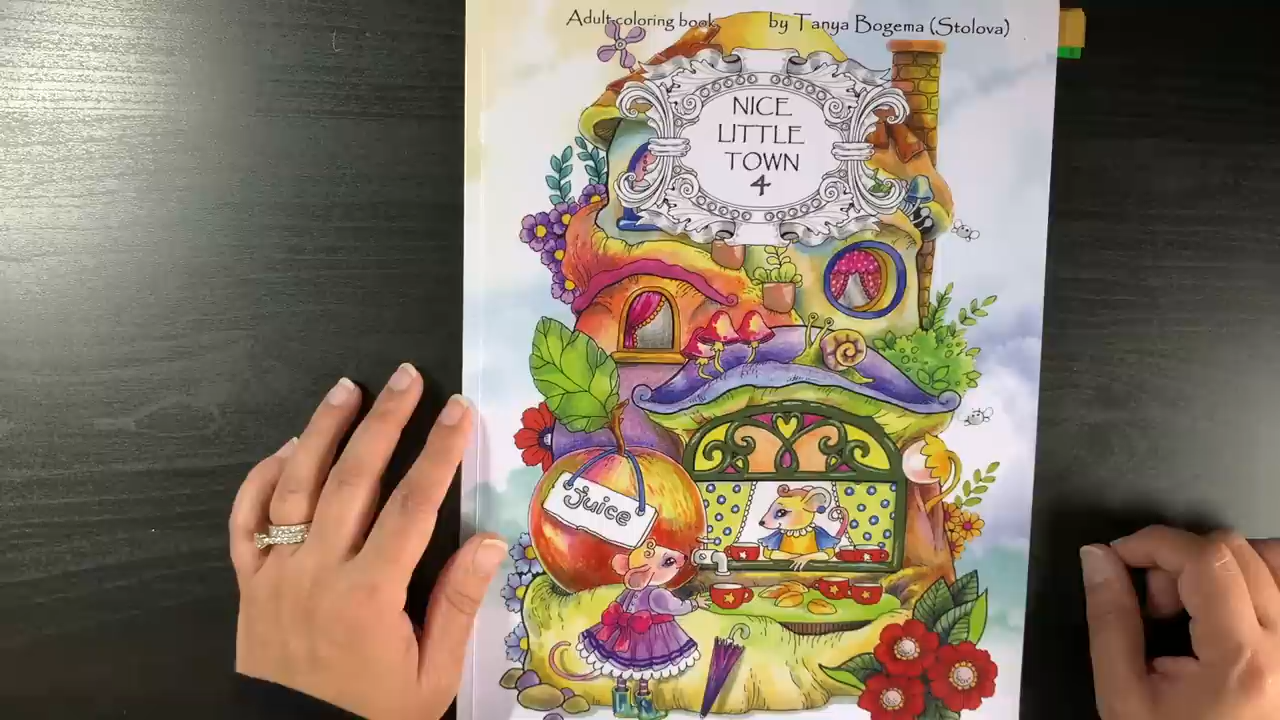 Adult coloring book by Tanya Bogema (Stolova)
NICE
LITTLE
TOWN
4
Juice